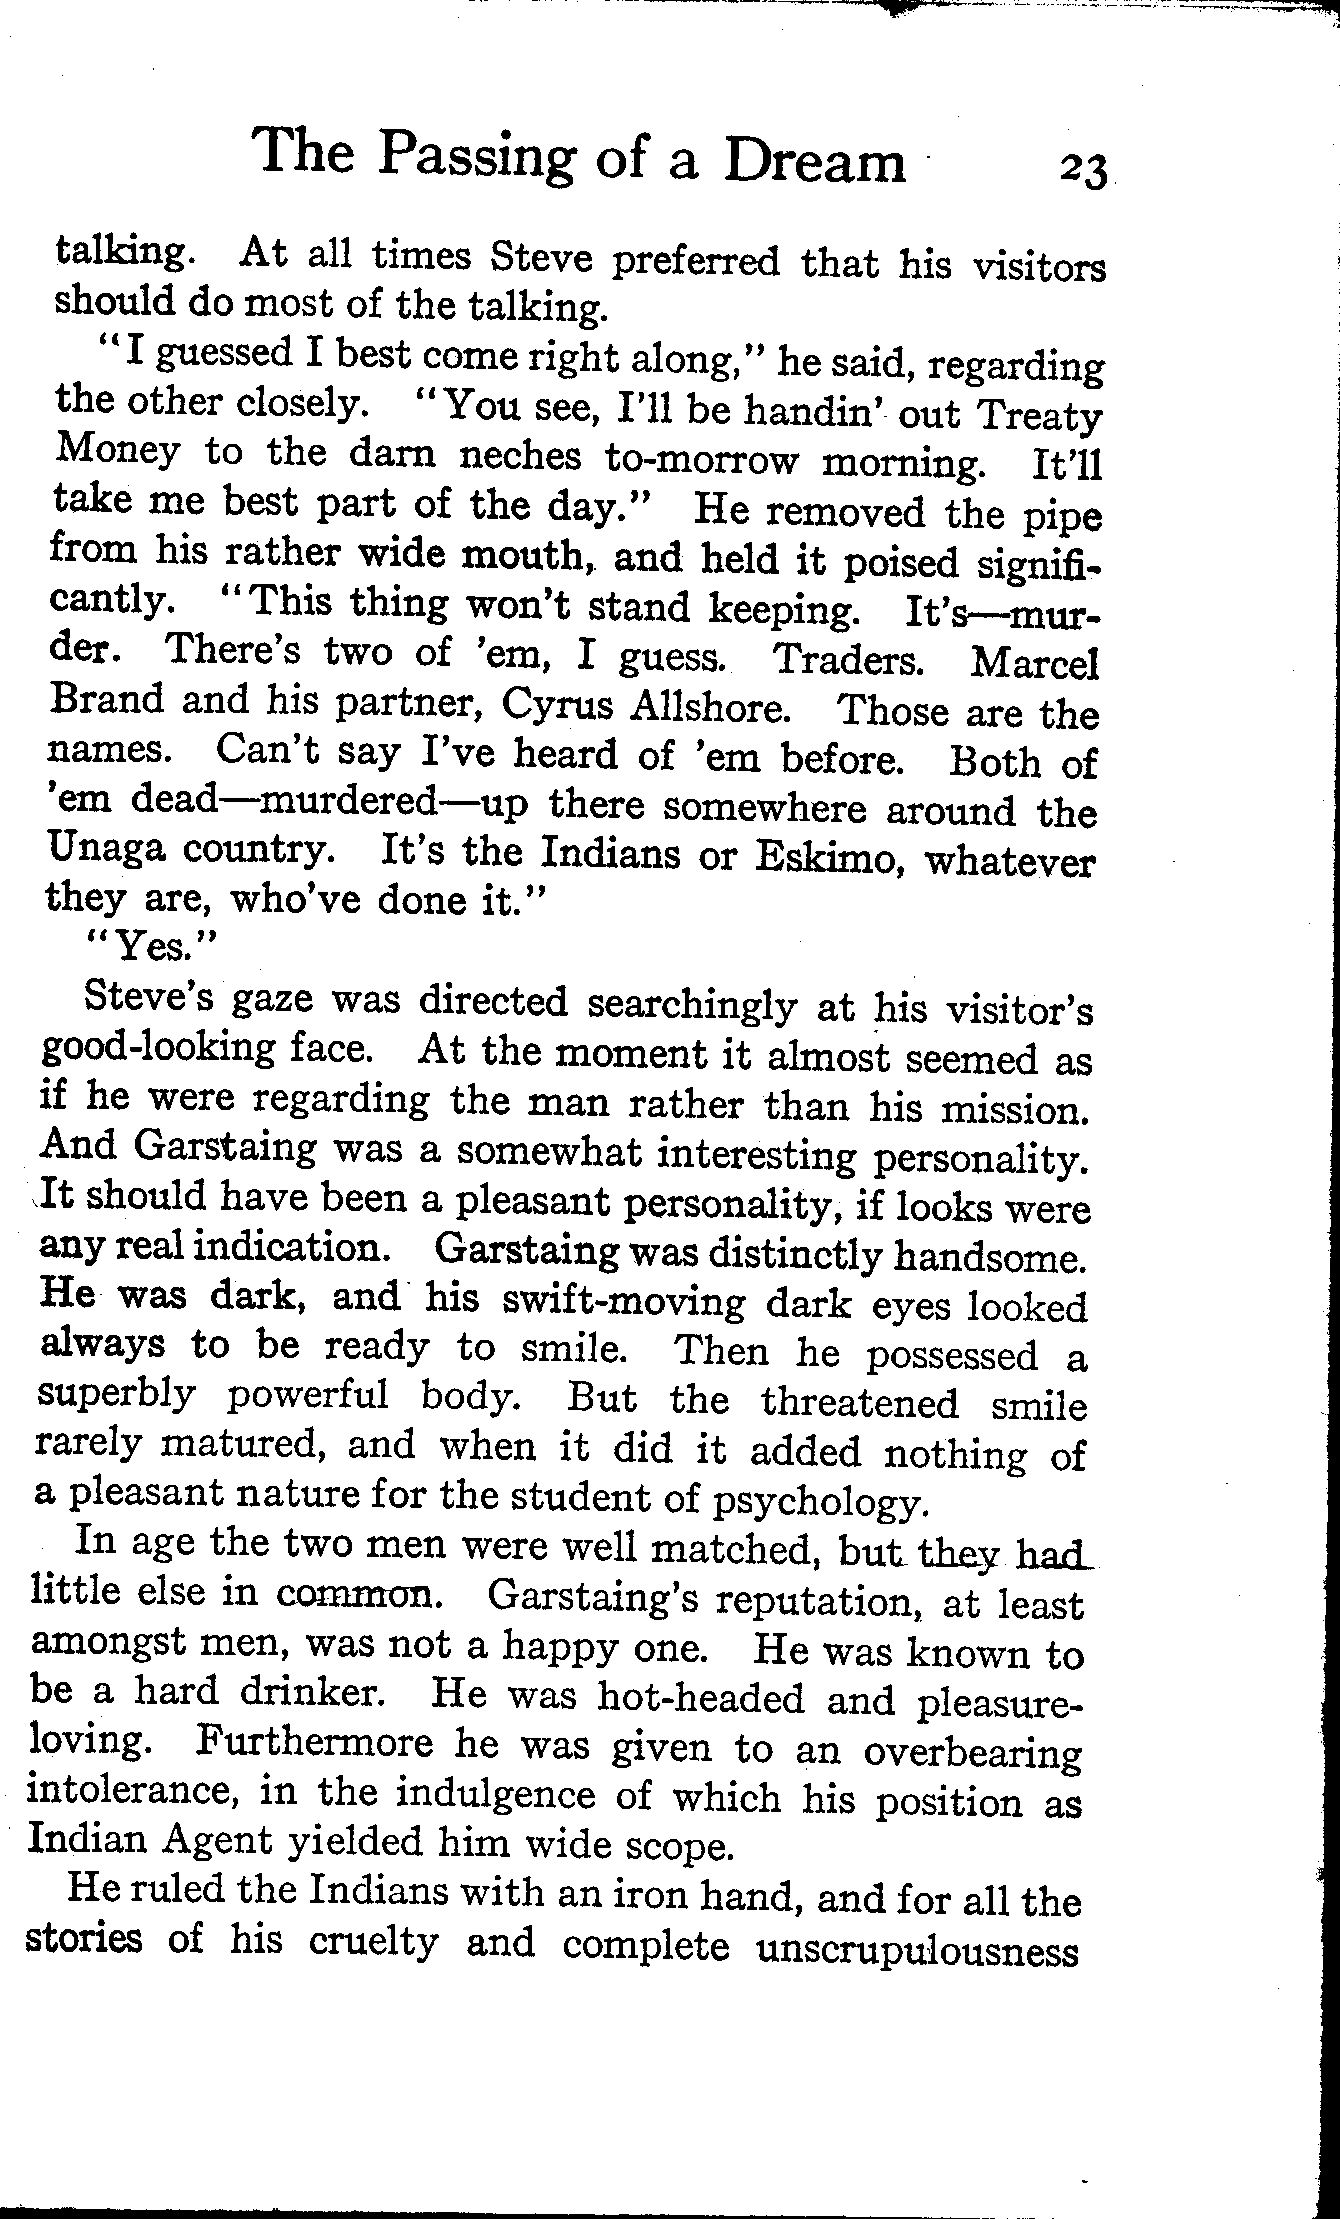 The Passing of a Dream 23
talking. At all times Steve preferred that his visitors
should do most of the talking.
"I guessed I best come right along," he said, regarding
the other closely. "You see, I'll be handin' out Treaty
Money to the darn neches to-morrow morning. It'll
take me best part of the day." He removed the pipe
from his rather wide mouth, and held it poised signifi-
cantly. "This thing won't stand keeping. It's—mur-
der. There's two of 'em, I guess. Traders. Marcel
Brand and his partner, Cyrus Allshore. Those are the
names. Can't say I've heard of 'em before. Both of
'em dead—murdered—up there somewhere around the
Unaga country. It's the Indians or Eskimo, whatever
they are, who've done it."
"Yes."
Steve's gaze was directed searchingly at his visitor's
good-looking face. At the moment it almost seemed as
if he were regarding the man rather than his mission.
And Garstaing was a somewhat interesting personality.
It should have been a pleasant personality, if looks were
any real indication. Garstaing was distinctly handsome.
He was dark, and his swift-moving dark eyes looked
always to be ready to smile. Then he possessed a
superbly powerful body. But the threatened smile
rarely matured, and when it did it added nothing of
a pleasant nature for the student of psychology.
In age the two men were well matched, but they had
little else in common. Garstaing's reputation, at least
amongst men, was not a happy one. He was known to
be a hard drinker. He was hot-headed and pleasure-
loving. Furthermore he was given to an overbearing
intolerance, in the indulgence of which his position as
Indian Agent yielded him wide scope.
He ruled the Indians with an iron hand, and for all the
stories of his cruelty and complete unscrupulousness